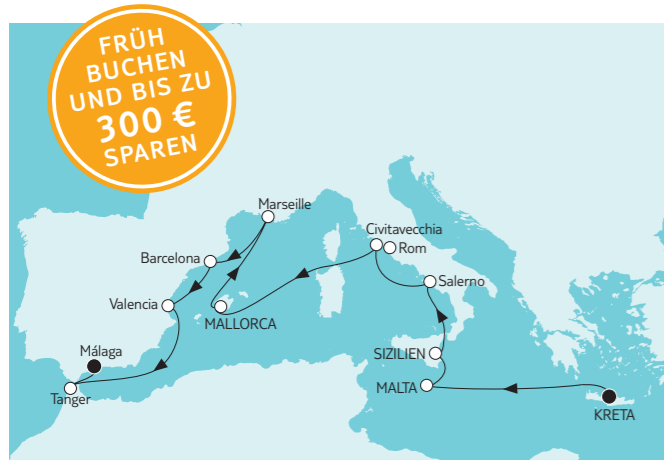 FRÜH
BUCHEN
UND BIS ZU
300 €
SPAREN
Marseille
Civitavecchia
Rom
Barcelona
Salerno
Valencia
MALLORCA
Málaga
SIZILIEN
Tanger
MALTA
KRETA